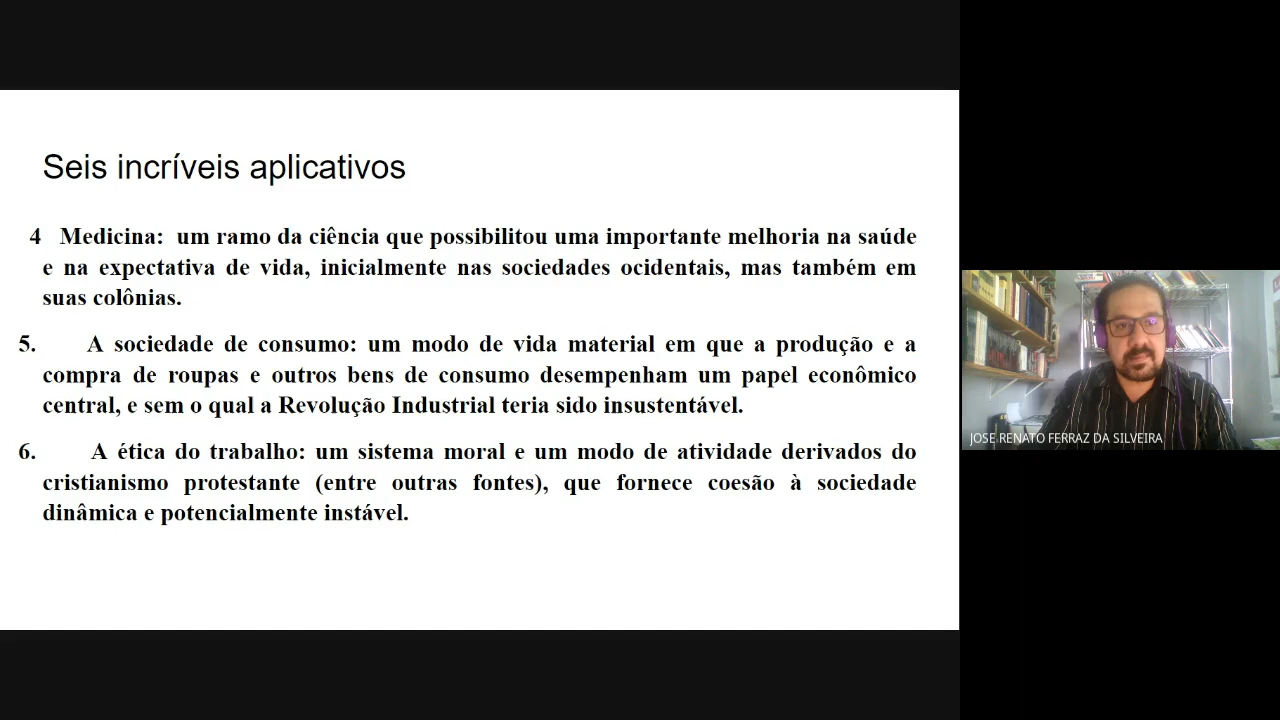 Seis incríveis aplicativos
4 Medicina: um ramo da ciência que possibilitou uma importante melhoria na saúde
e na expectativa de vida, inicialmente nas sociedades ocidentais, mas também em
suas colônias.
5. A sociedade de consumo: um modo de vida material em que a produção e a
compra de roupas e outros bens de consumo desempenham um papel econômico
central, e sem o qual a Revolução Industrial teria sido insustentável.
6. A ética do trabalho: um sistema moral e um modo de atividade derivados do
cristianismo protestante (entre outras fontes), que fornece coesão à sociedade
dinâmica e potencialmente instável.
JOSE RENATO FERRAZ DA SILVEIRA